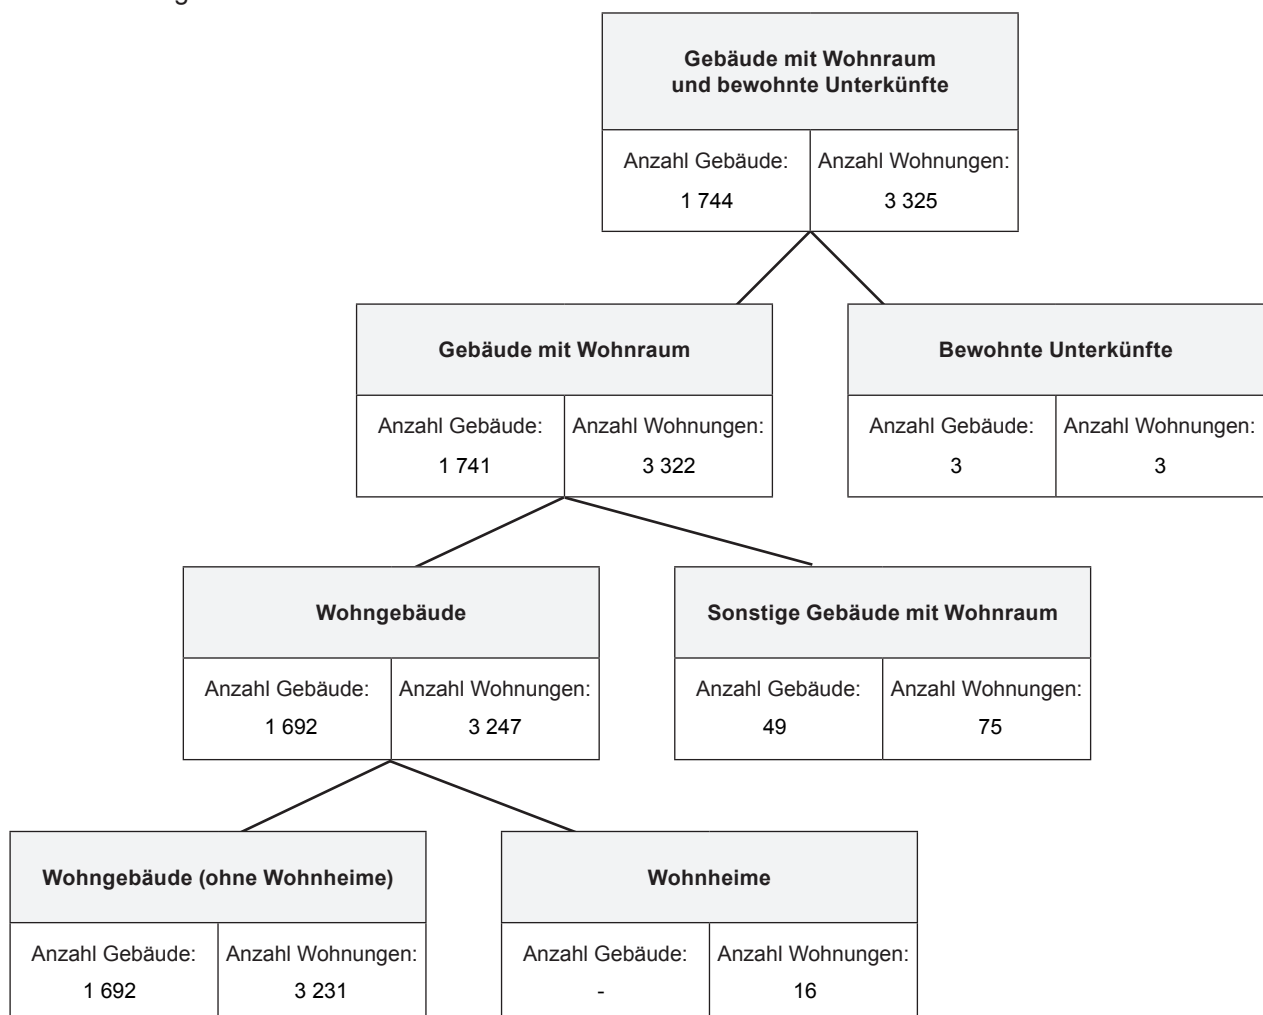 Gebäude mit Wohnraum
und bewohnte Unterkünfte
Anzahl Gebäude: Anzahl Wohnungen:
1 744 3 325
Gebäude mit Wohnraum Bewohnte Unterkünfte
Anzahl Gebäude: Anzahl Wohnungen: Anzahl Gebäude: Anzahl Wohnungen:
1 741 3 322 3 3
Wohngebäude Sonstige Gebäude mit Wohnraum
Anzahl Gebäude: Anzahl Wohnungen: Anzahl Gebäude: Anzahl Wohnungen:
1 692 3 247 49 75
Wohngebäude (ohne Wohnheime) Wohnheime
Anzahl Gebäude: Anzahl Wohnungen: Anzahl Gebäude: Anzahl Wohnungen:
1 692 3 231 - 16